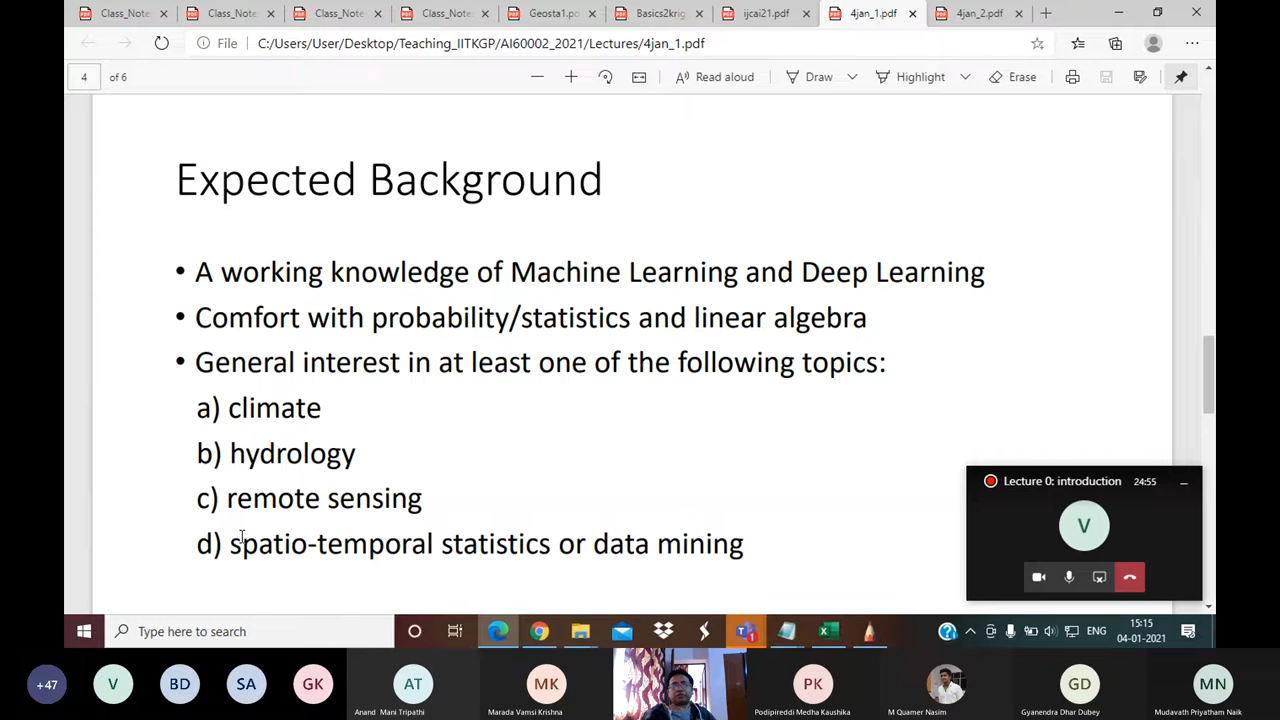 Class_Note:
Class_Note:
Class_Note:
Class_Note:
Geosta1.po
Basics2krig
ijcai21.pdf
4jan_1.pdf
4jan_2.pdf
File
C:/Users/User/Desktop/Teaching_IITKGP/AI60002_2021/Lectures/4jan_1.pdf
4 of 6
Read aloud
Draw
Highlight
Erase
Expected Background
• A working knowledge of Machine Learning and Deep Learning
• Comfort with probability/statistics and linear algebra
• General interest in at least one of the following topics:
a) climate
b) hydrology
c) remote sensing
d) spatio-temporal statistics or data mining
Lecture 0: introduction 24:55
V
Type here to search
1
ENG
15:15
04-01-2021
+47
V
BD
SA
GK
AT
Anand Mani Tripathi
MK
Marada Vamsi Krishna
PK
Podipireddi Medha Kaushika
M Quamer Nasim
GD
Gyanendra Dhar Dubey
MN
Mudavath Priyatham Naik